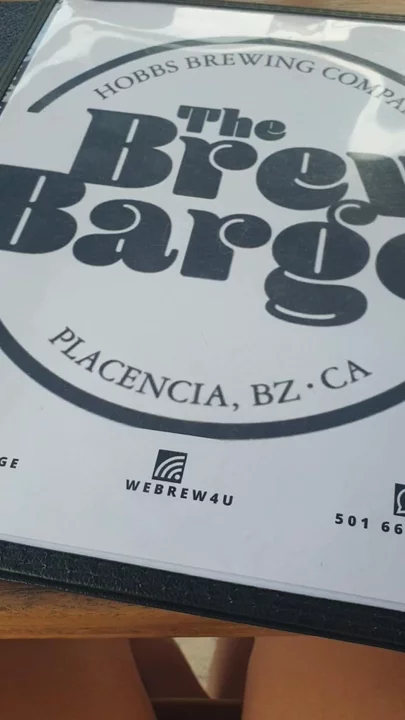 HOBBS BREWING COMPA
The
Brew
Barge
PLACENCIA, BZ · CA
GE
WEBREW4U
501 66